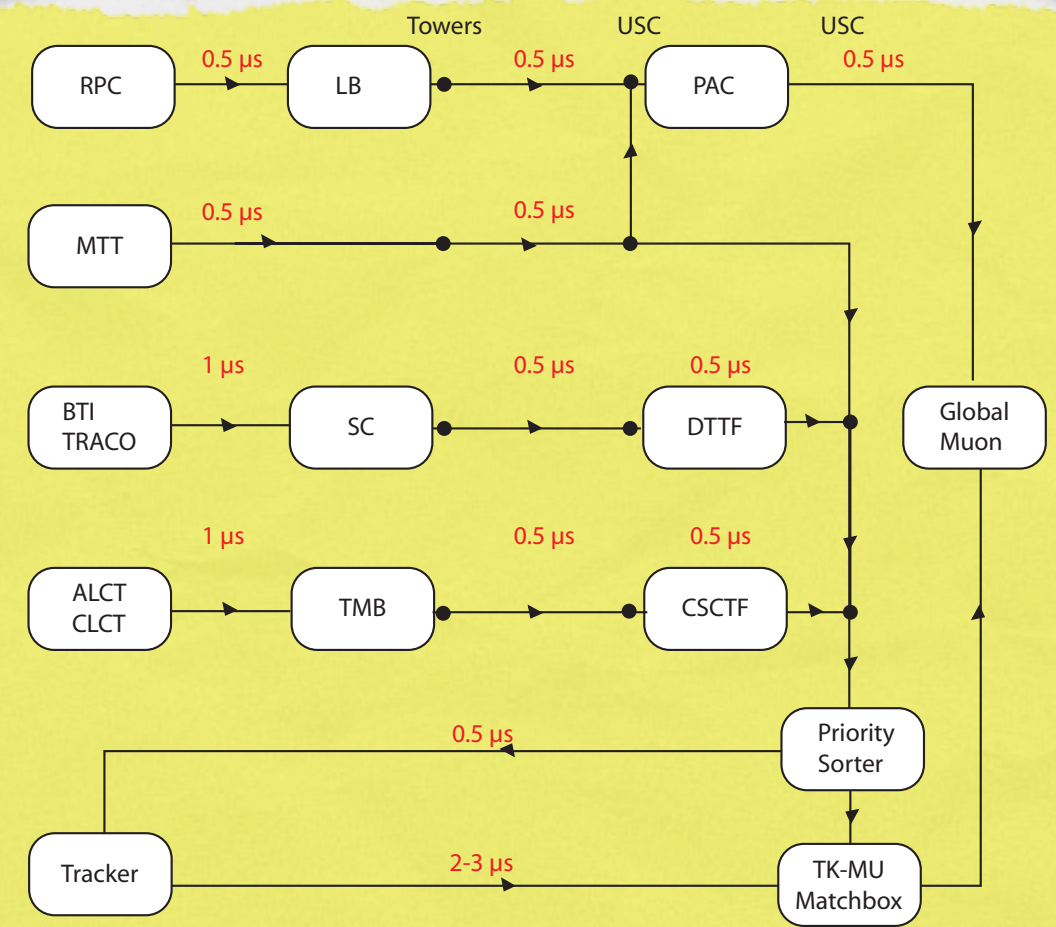 Towers USC USC
0.5 µs 0.5 µs 0.5 µs
RPC LB PAC
0.5 µs 0.5 µs
MTT
1 µs 0.5 µs 0.5 µs
BTI
TRACO
SC
DTTF
Global
Muon
1 µs 0.5 µs 0.5 µs
ALCT
CLCT
TMB
CSCTF
0.5 µs
Priority
Sorter
2-3 µs
Tracker
TK-MU
Matchbox